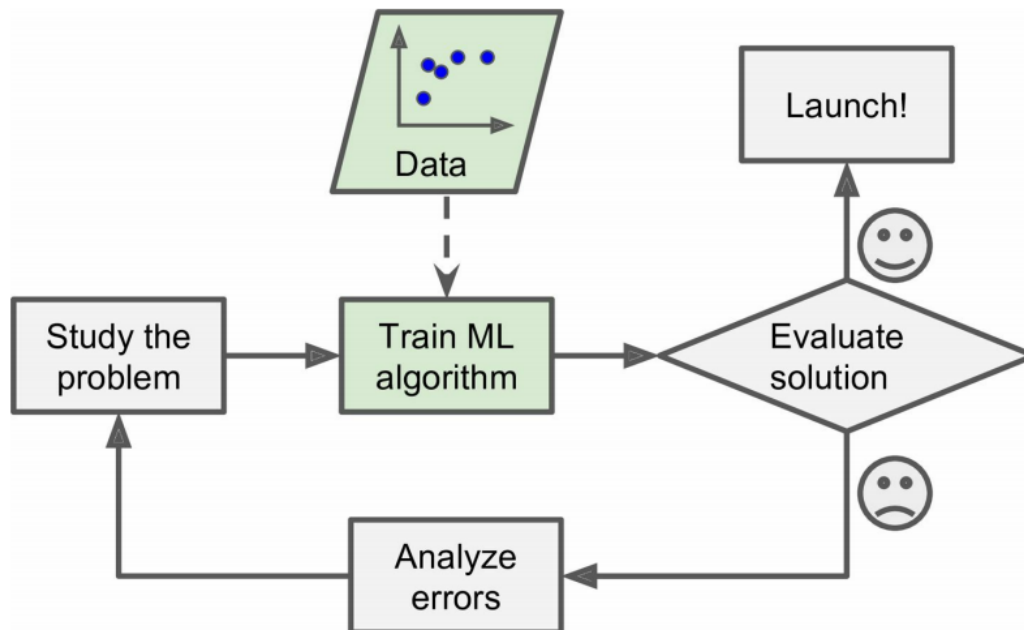 Data
Launch!
Study the
problem
Train ML
algorithm
Evaluate
solution
Analyze
errors